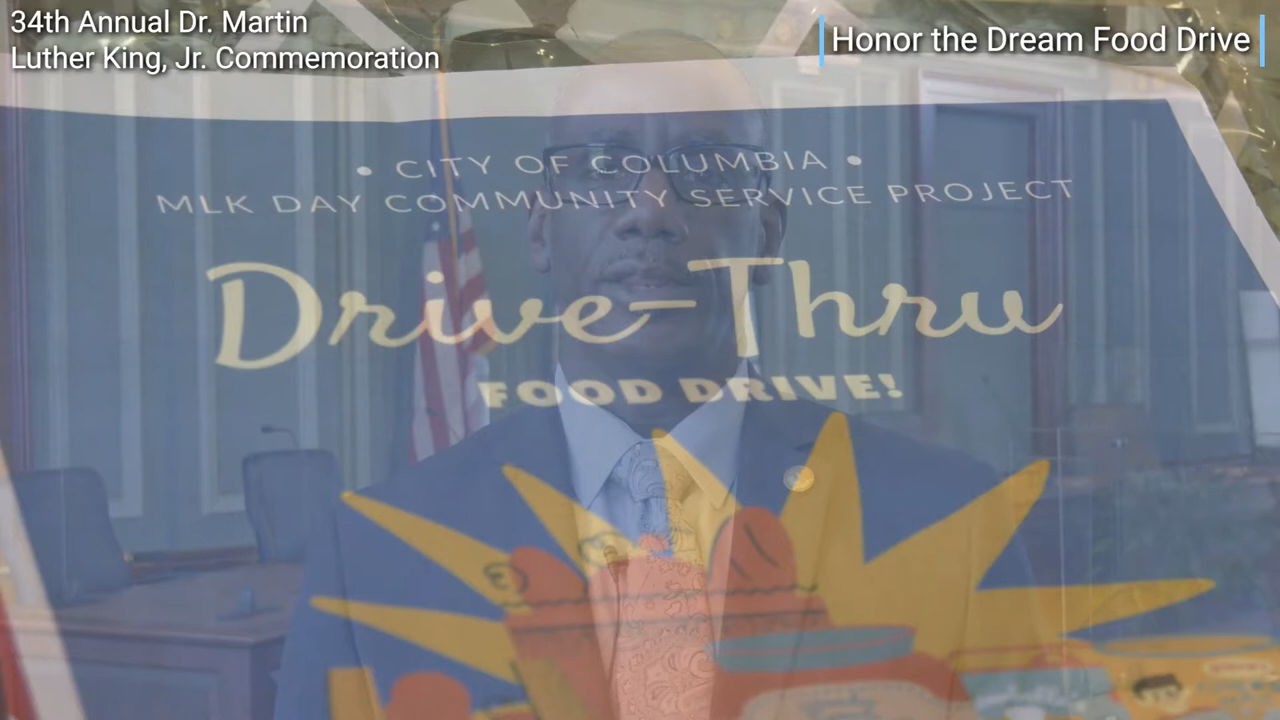 34th Annual Dr. Martin
Luther King, Jr. Commemoration
Honor the Dream Food Drive
• CITY OF COLUMBIA •
MLK DAY COMMUNITY SERVICE PROJECT
Drive-Thru
FOOD DRIVE!